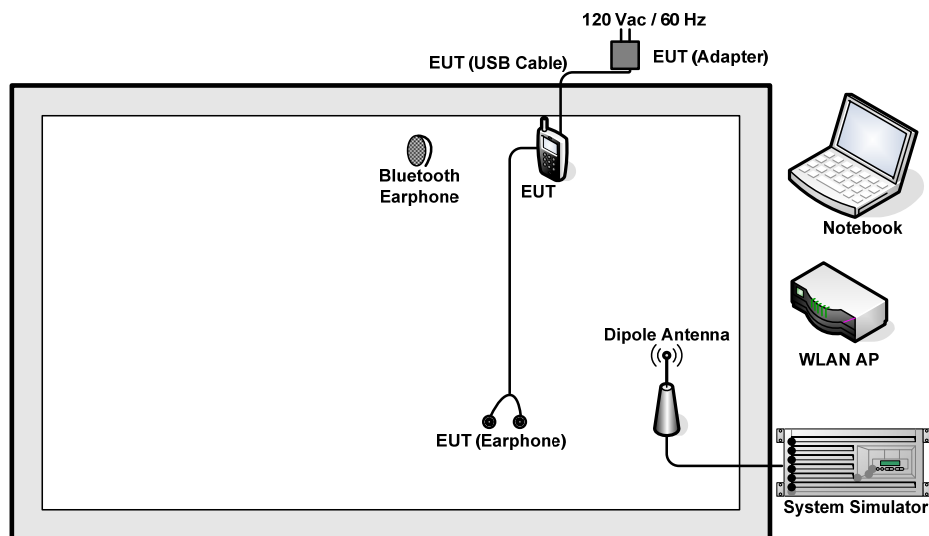 120 Vac / 60 Hz
EUT (USB Cable)
EUT (Adapter)
Bluetooth
Earphone
EUT
Notebook
Dipole Antenna
WLAN AP
EUT (Earphone)
System Simulator